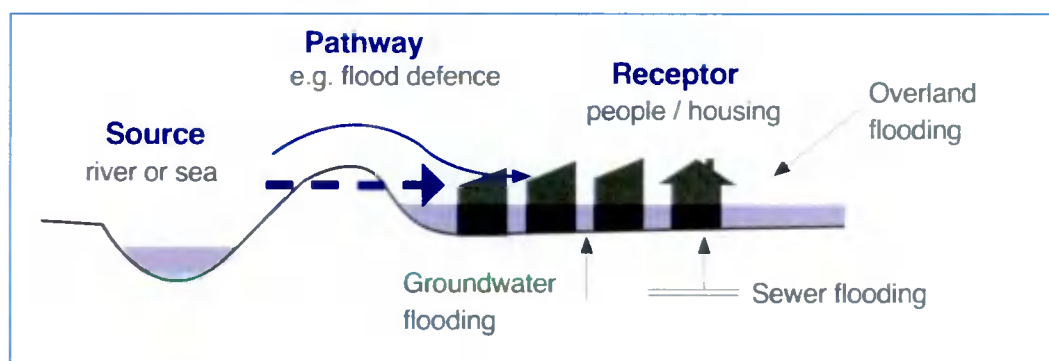 Pathway
e.g. flood defence
Receptor
people / housing
Overland
flooding
Source
river or sea
Groundwater
flooding
Sewer flooding